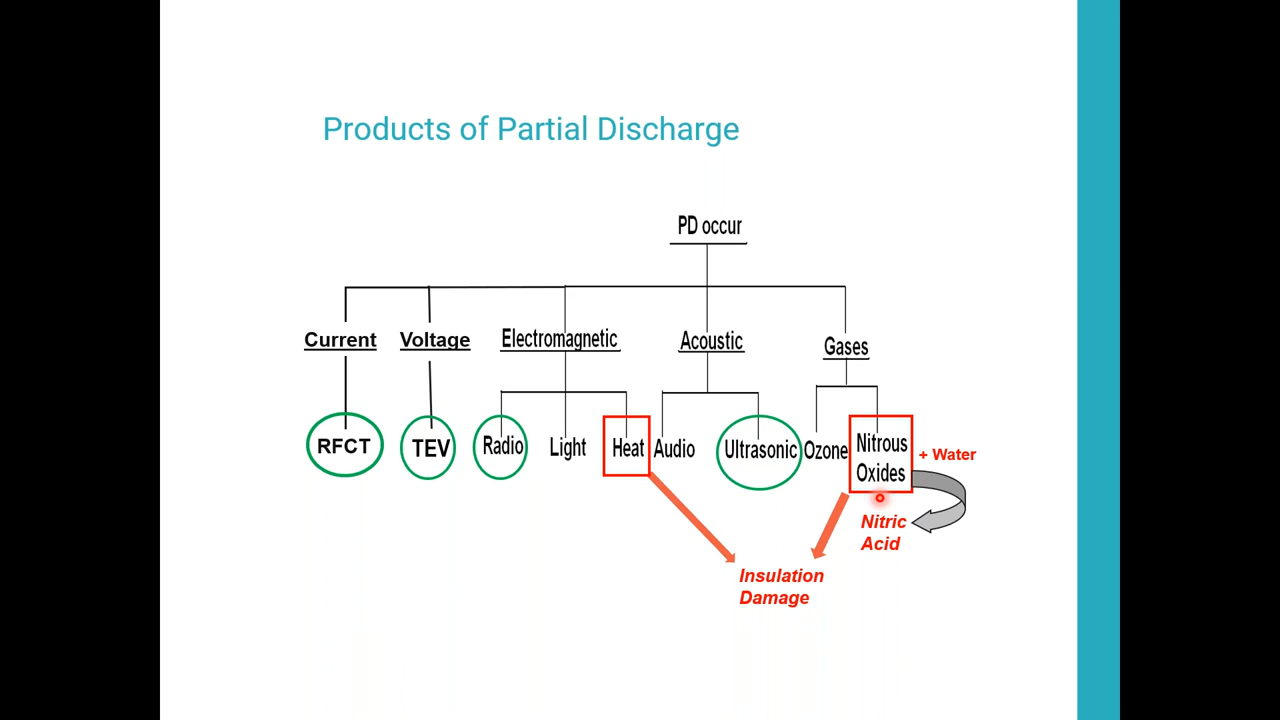 Products of Partial Discharge
PD occur
Current
Voltage
Electromagnetic
Acoustic
Gases
RFCT
TEV
Radio
Light
Heat
Audio
Ultrasonic
Ozone
Nitrous
Oxides
+ Water
Nitric
Acid
Insulation
Damage